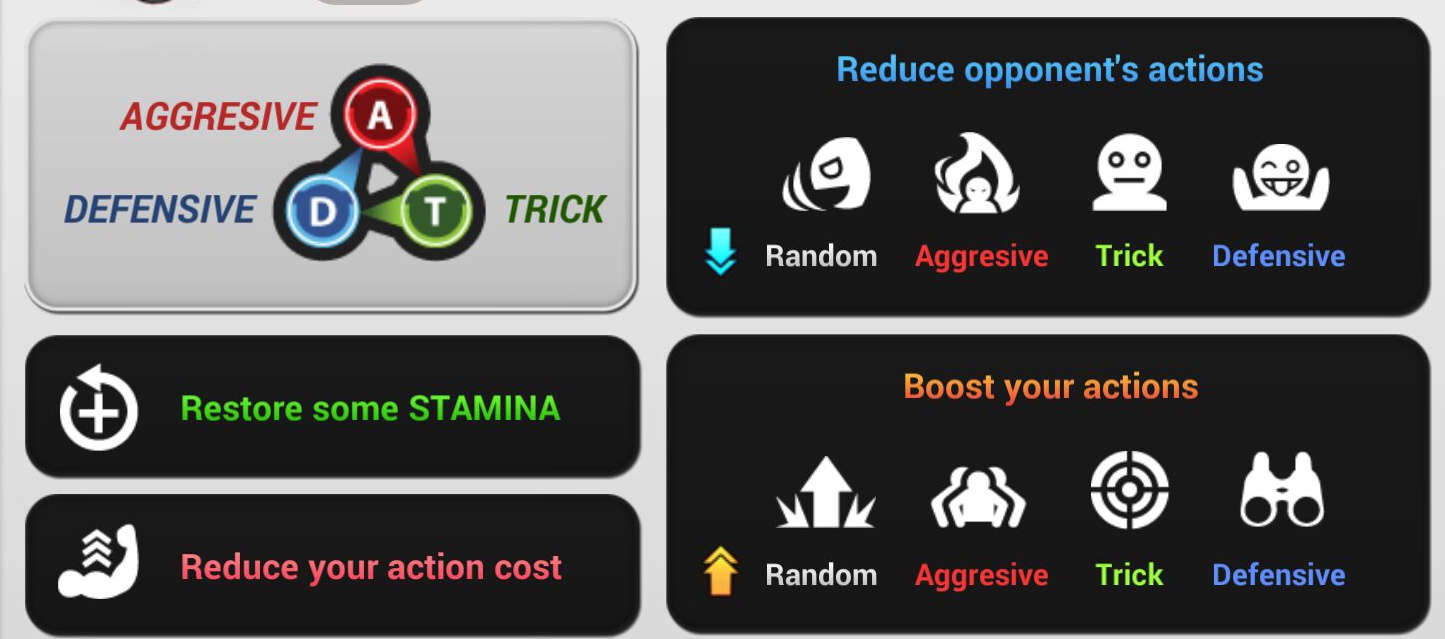 AGGRESIVE
A
DEFENSIVE
D
T
TRICK
Restore some STAMINA
Reduce your action cost
Reduce opponent's actions
Random Aggresive Trick Defensive
Boost your actions
Random Aggresive Trick Defensive